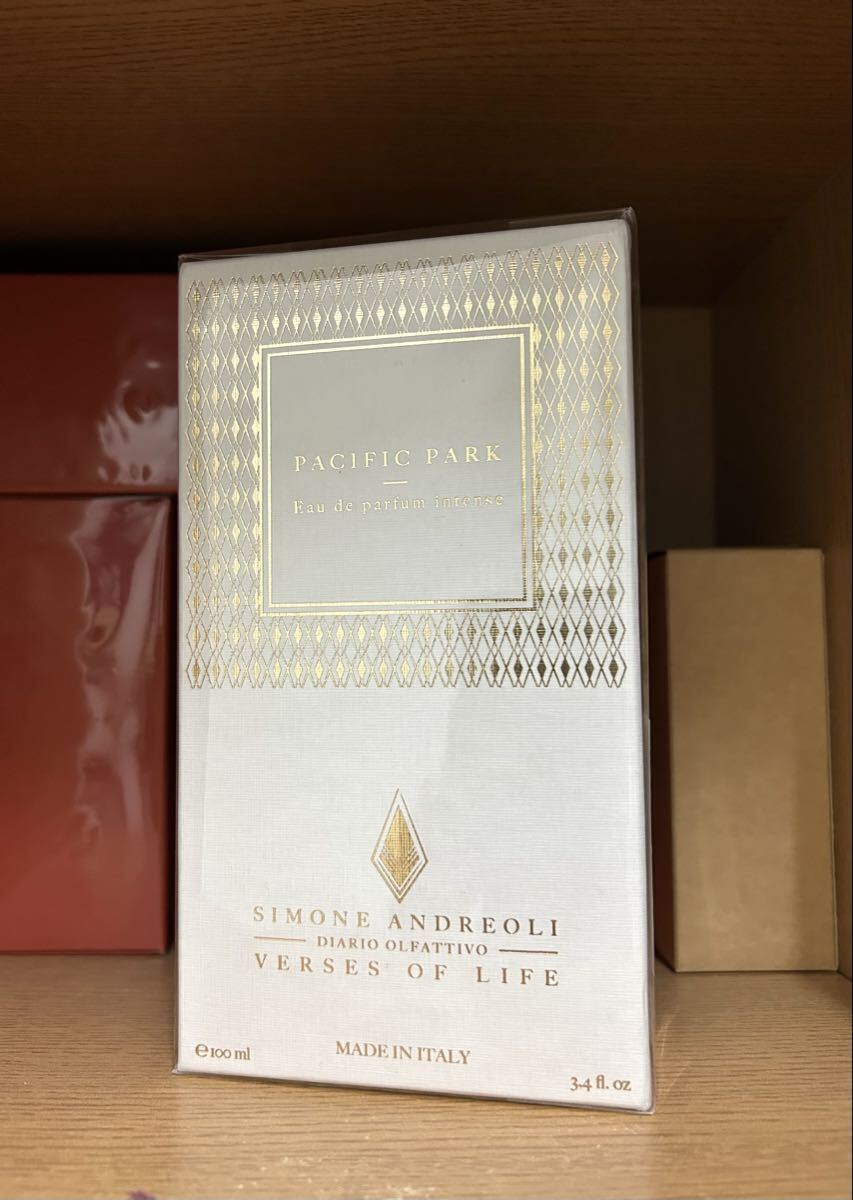 PACIFIC PARK
Eau de parfum intense
SIMONE ANDREOLI
DIARIO OLFATTIVO
VERSES OF LIFE
℮100 ml
MADE IN ITALY
3.4 fl. oz